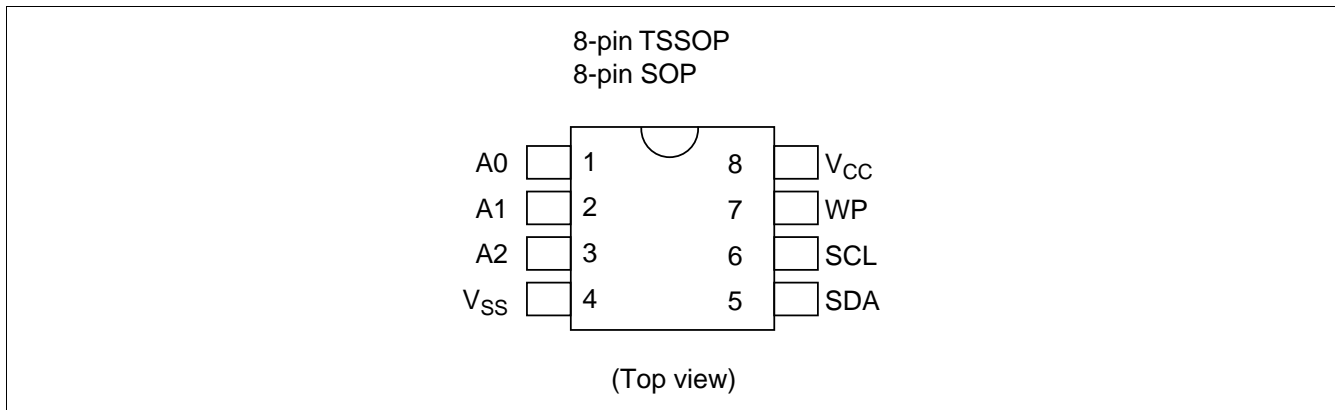 8-pin TSSOP
8-pin SOP
A0 1 8 VCC
A1 2 7 WP
A2 3 6 SCL
VSS 4 5 SDA
(Top view)